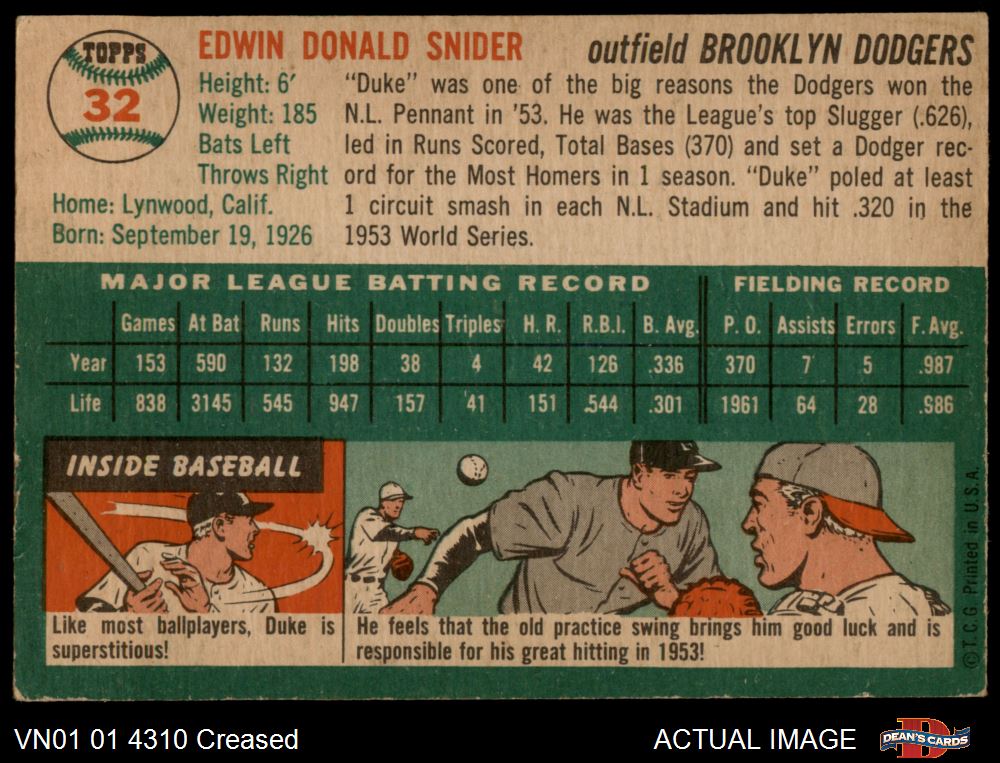 TOPPS
32
EDWIN DONALD SNIDER
outfield BROOKLYN DODGERS
Height: 6′
Weight: 185
Bats Left
Throws Right
Home: Lynwood, Calif.
Born: September 19, 1926
"Duke" was one of the big reasons the Dodgers won the
N.L. Pennant in '53. He was the League's top Slugger (.626),
led in Runs Scored, Total Bases (370) and set a Dodger rec-
ord for the Most Homers in 1 season. "Duke" poled at least
1 circuit smash in each N.L. Stadium and hit .320 in the
1953 World Series.
MAJOR LEAGUE BATTING RECORD FIELDING RECORD
Games At Bat Runs Hits Doubles Triples H. R. R.B.I. B. Avg. P. O. Assists Errors F. Avg.
Year 153 590 132 198 38 4 42 126 .336 370 7 5 .987
Life 838 3145 545 947 157 41 151 .544 .301 1961 64 28 .986
INSIDE BASEBALL
Like most ballplayers, Duke is
superstitious!
He feels that the old practice swing brings him good luck and is
responsible for his great hitting in 1953!
© T. C. G. Printed in U. S. A.
VN01 01 4310 Creased
ACTUAL IMAGE
D
DEAN'S CARDS